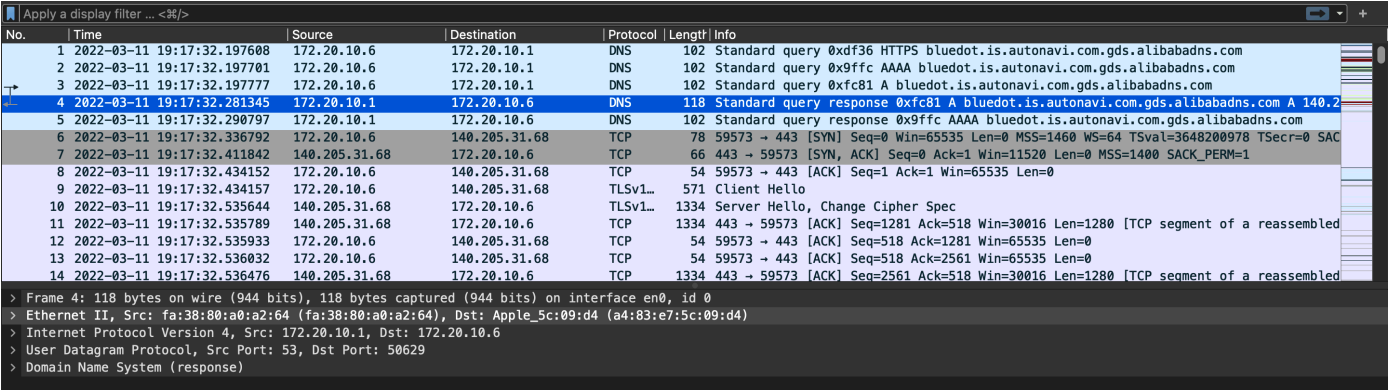 Apply a display filter … <⌘/>
No. Time Source Destination Protocol Length Info
1 2022-03-11 19:17:32.197608 172.20.10.6 172.20.10.1 DNS 102 Standard query 0xdf36 HTTPS bluedot.is.autonavi.com.gds.alibabadns.com
2 2022-03-11 19:17:32.197701 172.20.10.6 172.20.10.1 DNS 102 Standard query 0x9ffc AAAA bluedot.is.autonavi.com.gds.alibabadns.com
3 2022-03-11 19:17:32.197777 172.20.10.6 172.20.10.1 DNS 102 Standard query 0xfc81 A bluedot.is.autonavi.com.gds.alibabadns.com
4 2022-03-11 19:17:32.281345 172.20.10.1 172.20.10.6 DNS 118 Standard query response 0xfc81 A bluedot.is.autonavi.com.gds.alibabadns.com A 140.2
5 2022-03-11 19:17:32.290797 172.20.10.1 172.20.10.6 DNS 102 Standard query response 0x9ffc AAAA bluedot.is.autonavi.com.gds.alibabadns.com
6 2022-03-11 19:17:32.336792 172.20.10.6 140.205.31.68 TCP 78 59573 → 443 [SYN] Seq=0 Win=65535 Len=0 MSS=1460 WS=64 TSval=3648200978 TSecr=0 SAC
7 2022-03-11 19:17:32.411842 140.205.31.68 172.20.10.6 TCP 66 443 → 59573 [SYN, ACK] Seq=0 Ack=1 Win=11520 Len=0 MSS=1400 SACK_PERM=1
8 2022-03-11 19:17:32.434152 172.20.10.6 140.205.31.68 TCP 54 59573 → 443 [ACK] Seq=1 Ack=1 Win=65535 Len=0
9 2022-03-11 19:17:32.434157 172.20.10.6 140.205.31.68 TLSv1… 571 Client Hello
10 2022-03-11 19:17:32.535644 140.205.31.68 172.20.10.6 TLSv1… 1334 Server Hello, Change Cipher Spec
11 2022-03-11 19:17:32.535789 140.205.31.68 172.20.10.6 TCP 1334 443 → 59573 [ACK] Seq=1281 Ack=518 Win=30016 Len=1280 [TCP segment of a reassembled
12 2022-03-11 19:17:32.535933 172.20.10.6 140.205.31.68 TCP 54 59573 → 443 [ACK] Seq=518 Ack=1281 Win=65535 Len=0
13 2022-03-11 19:17:32.536032 172.20.10.6 140.205.31.68 TCP 54 59573 → 443 [ACK] Seq=518 Ack=2561 Win=65535 Len=0
14 2022-03-11 19:17:32.536476 140.205.31.68 172.20.10.6 TCP 1334 443 → 59573 [ACK] Seq=2561 Ack=518 Win=30016 Len=1280 [TCP segment of a reassembled
Frame 4: 118 bytes on wire (944 bits), 118 bytes captured (944 bits) on interface en0, id 0
Ethernet II, Src: fa:38:80:a0:a2:64 (fa:38:80:a0:a2:64), Dst: Apple_5c:09:d4 (a4:83:e7:5c:09:d4)
Internet Protocol Version 4, Src: 172.20.10.1, Dst: 172.20.10.6
User Datagram Protocol, Src Port: 53, Dst Port: 50629
Domain Name System (response)